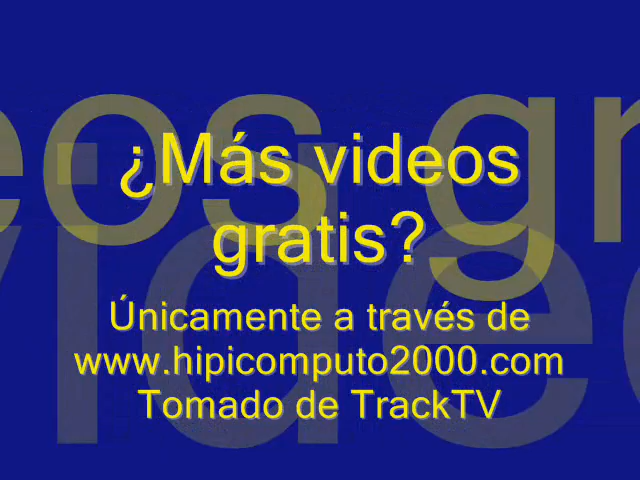 ¿Más videos
gratis?
Únicamente a través de
www.hipicomputo2000.com
Tomado de TrackTV